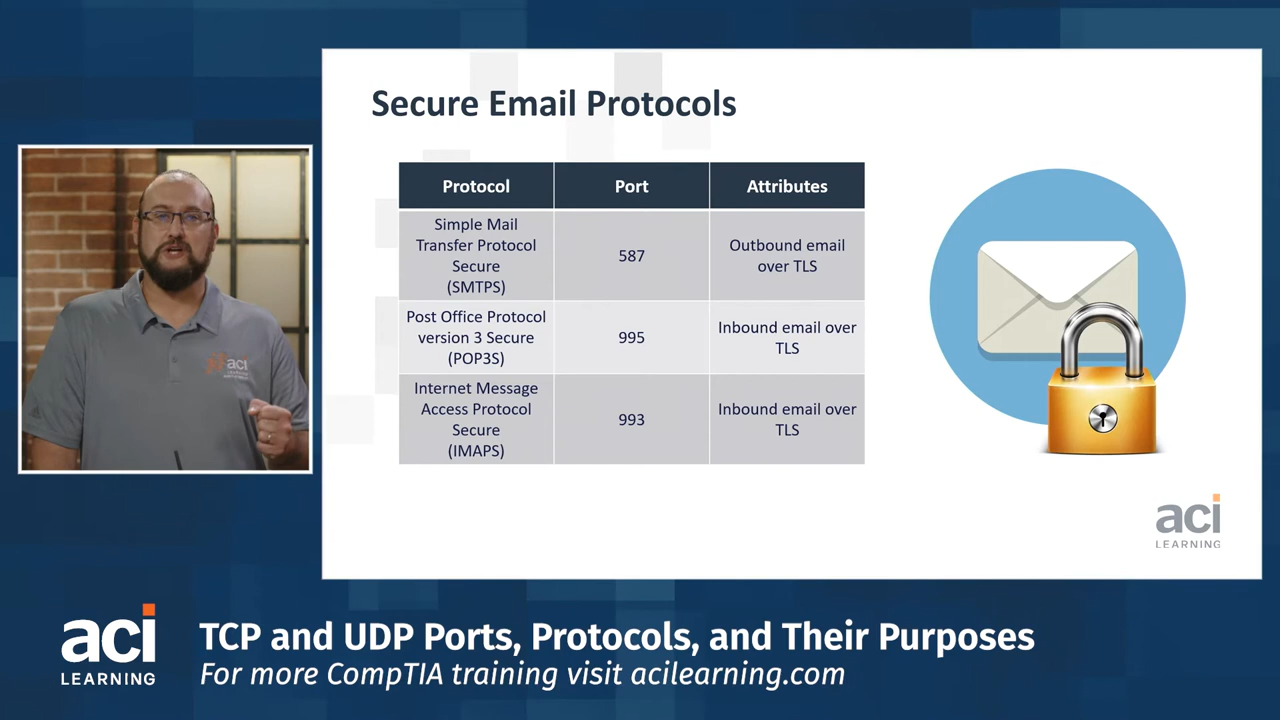 Secure Email Protocols
Protocol
Port
Attributes
Simple Mail
Transfer Protocol
Secure
(SMTPS)
587
Outbound email
over TLS
Post Office Protocol
version 3 Secure
(POP3S)
995
Inbound email over
TLS
Internet Message
Access Protocol
Secure
(IMAPS)
993
Inbound email over
TLS
aci
aci
LEARNING
aci
LEARNING
TCP and UDP Ports, Protocols, and Their Purposes
For more CompTIA training visit acilearning.com